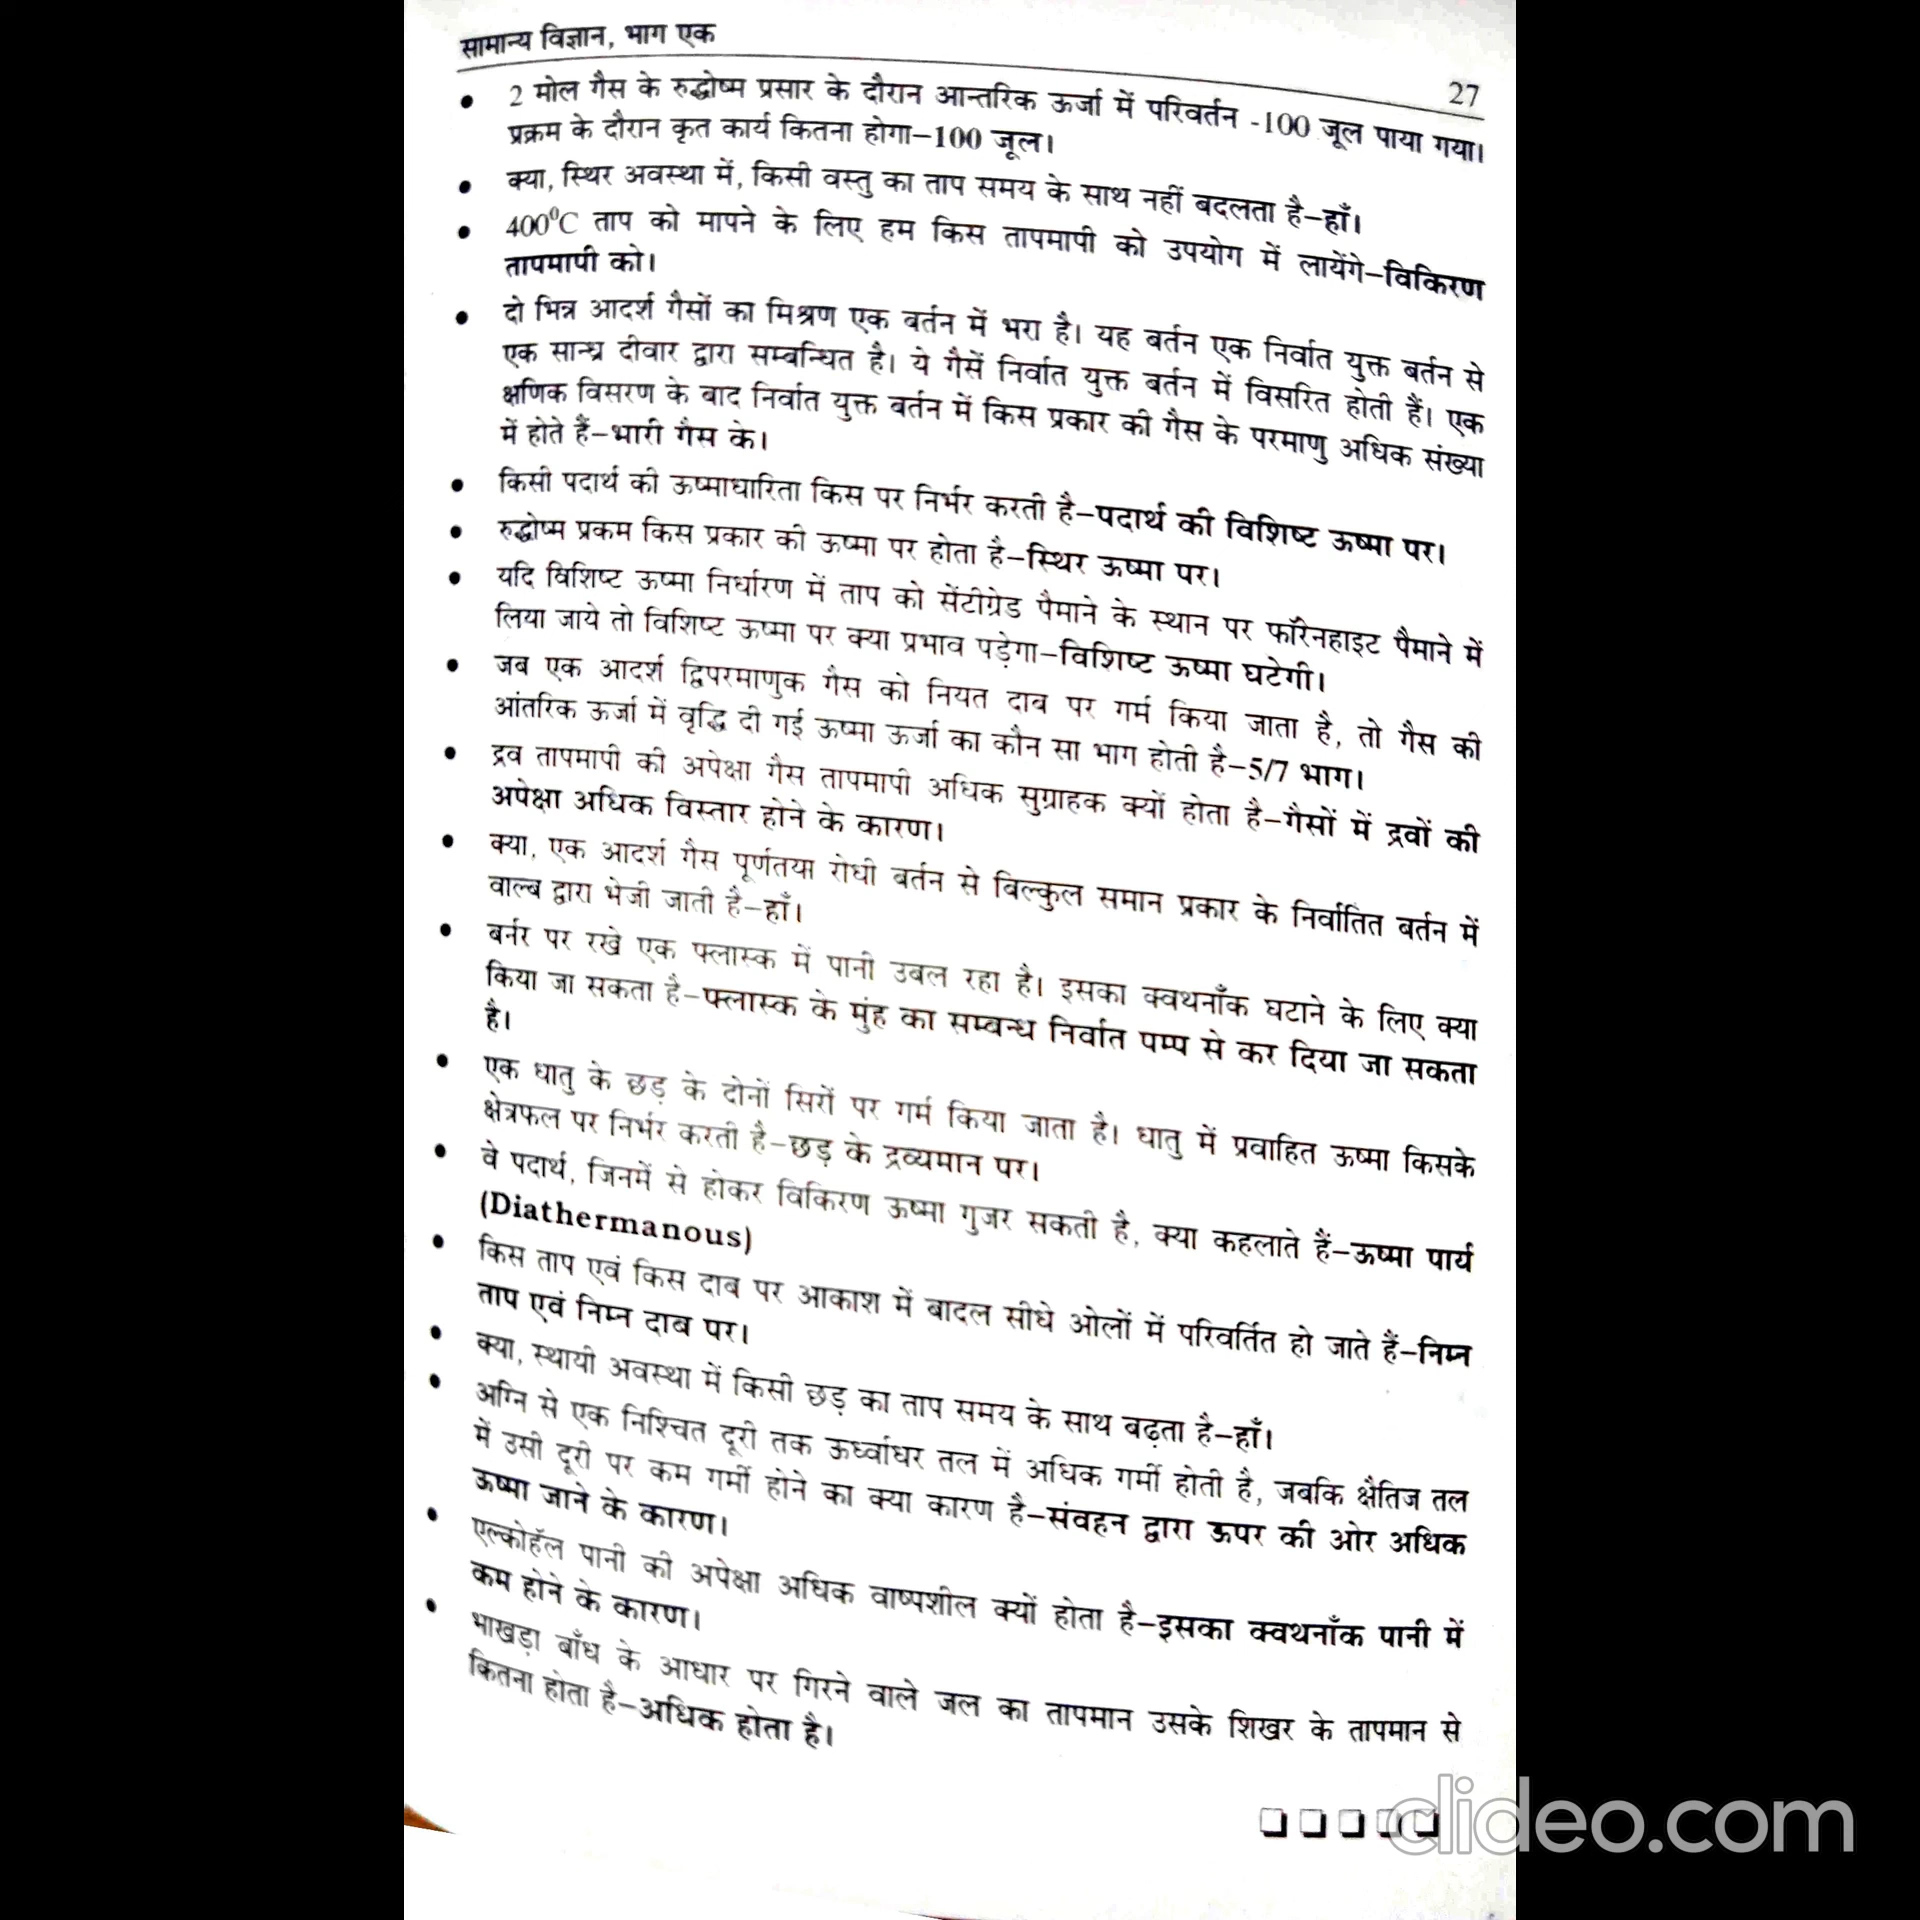 सामान्य विज्ञान, भाग एक
27
• 2 मोल गैस के रुद्धोष्म प्रसार के दौरान आन्तरिक ऊर्जा में परिवर्तन -100 जूल पाया गया।
प्रक्रम के दौरान कृत कार्य कितना होगा–100 जूल।
• क्या, स्थिर अवस्था में, किसी वस्तु का ताप समय के साथ नहीं बदलता है–हाँ।
• 400⁰C ताप को मापने के लिए हम किस तापमापी को उपयोग में लायेंगे–विकिरण
तापमापी को।
• दो भिन्न आदर्श गैसों का मिश्रण एक बर्तन में भरा है। यह बर्तन एक निर्वात युक्त बर्तन से
एक सान्ध्र दीवार द्वारा सम्बन्धित है। ये गैसें निर्वात युक्त बर्तन में विसरित होती हैं। एक
क्षणिक विसरण के बाद निर्वात युक्त बर्तन में किस प्रकार की गैस के परमाणु अधिक संख्या
में होते हैं–भारी गैस के।
• किसी पदार्थ की ऊष्माधारिता किस पर निर्भर करती है–पदार्थ की विशिष्ट ऊष्मा पर।
• रुद्धोष्म प्रकम किस प्रकार की ऊष्मा पर होता है–स्थिर ऊष्मा पर।
• यदि विशिष्ट ऊष्मा निर्धारण में ताप को सेंटीग्रेड पैमाने के स्थान पर फॉरेनहाइट पैमाने में
लिया जाये तो विशिष्ट ऊष्मा पर क्या प्रभाव पड़ेगा–विशिष्ट ऊष्मा घटेगी।
• जब एक आदर्श द्विपरमाणुक गैस को नियत दाब पर गर्म किया जाता है, तो गैस की
आंतरिक ऊर्जा में वृद्धि दी गई ऊष्मा ऊर्जा का कौन सा भाग होती है–5/7 भाग।
• द्रव तापमापी की अपेक्षा गैस तापमापी अधिक सुग्राहक क्यों होता है–गैसों में द्रवों की
अपेक्षा अधिक विस्तार होने के कारण।
• क्या, एक आदर्श गैस पूर्णतया रोधी बर्तन से बिल्कुल समान प्रकार के निर्वातित बर्तन में
वाल्ब द्वारा भेजी जाती है–हाँ।
• बर्नर पर रखे एक फ्लास्क में पानी उबल रहा है। इसका क्वथनाँक घटाने के लिए क्या
किया जा सकता है–फ्लास्क के मुंह का सम्बन्ध निर्वात पम्प से कर दिया जा सकता
है।
• एक धातु के छड़ के दोनों सिरों पर गर्म किया जाता है। धातु में प्रवाहित ऊष्मा किसके
क्षेत्रफल पर निर्भर करती है–छड़ के द्रव्यमान पर।
• वे पदार्थ, जिनमें से होकर विकिरण ऊष्मा गुजर सकती है, क्या कहलाते हैं–ऊष्मा पार्य
(Diathermanous)
• किस ताप एवं किस दाब पर आकाश में बादल सीधे ओलों में परिवर्तित हो जाते हैं–निम्न
ताप एवं निम्न दाब पर।
• क्या, स्थायी अवस्था में किसी छड़ का ताप समय के साथ बढ़ता है–हाँ।
• अग्नि से एक निश्चित दूरी तक ऊर्ध्वाधर तल में अधिक गर्मी होती है, जबकि क्षैतिज तल
में उसी दूरी पर कम गर्मी होने का क्या कारण है–संवहन द्वारा ऊपर की ओर अधिक
ऊष्मा जाने के कारण।
• एल्कोहॅल पानी की अपेक्षा अधिक वाष्पशील क्यों होता है–इसका क्वथनाँक पानी में
कम होने के कारण।
• भाखड़ा बाँध के आधार पर गिरने वाले जल का तापमान उसके शिखर के तापमान से
कितना होता है–अधिक होता है।
clideo.com